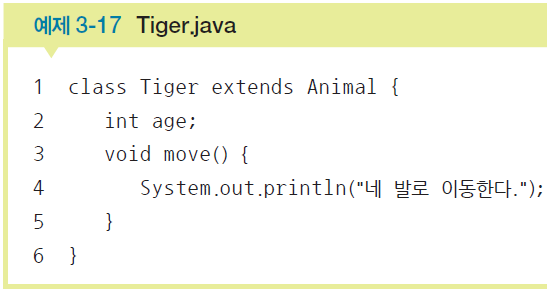 예제 3-17 Tiger.java
1 class Tiger extends Animal {
2 int age;
3 void move() {
4 System.out.println("네 발로 이동한다.");
5 }
6 }